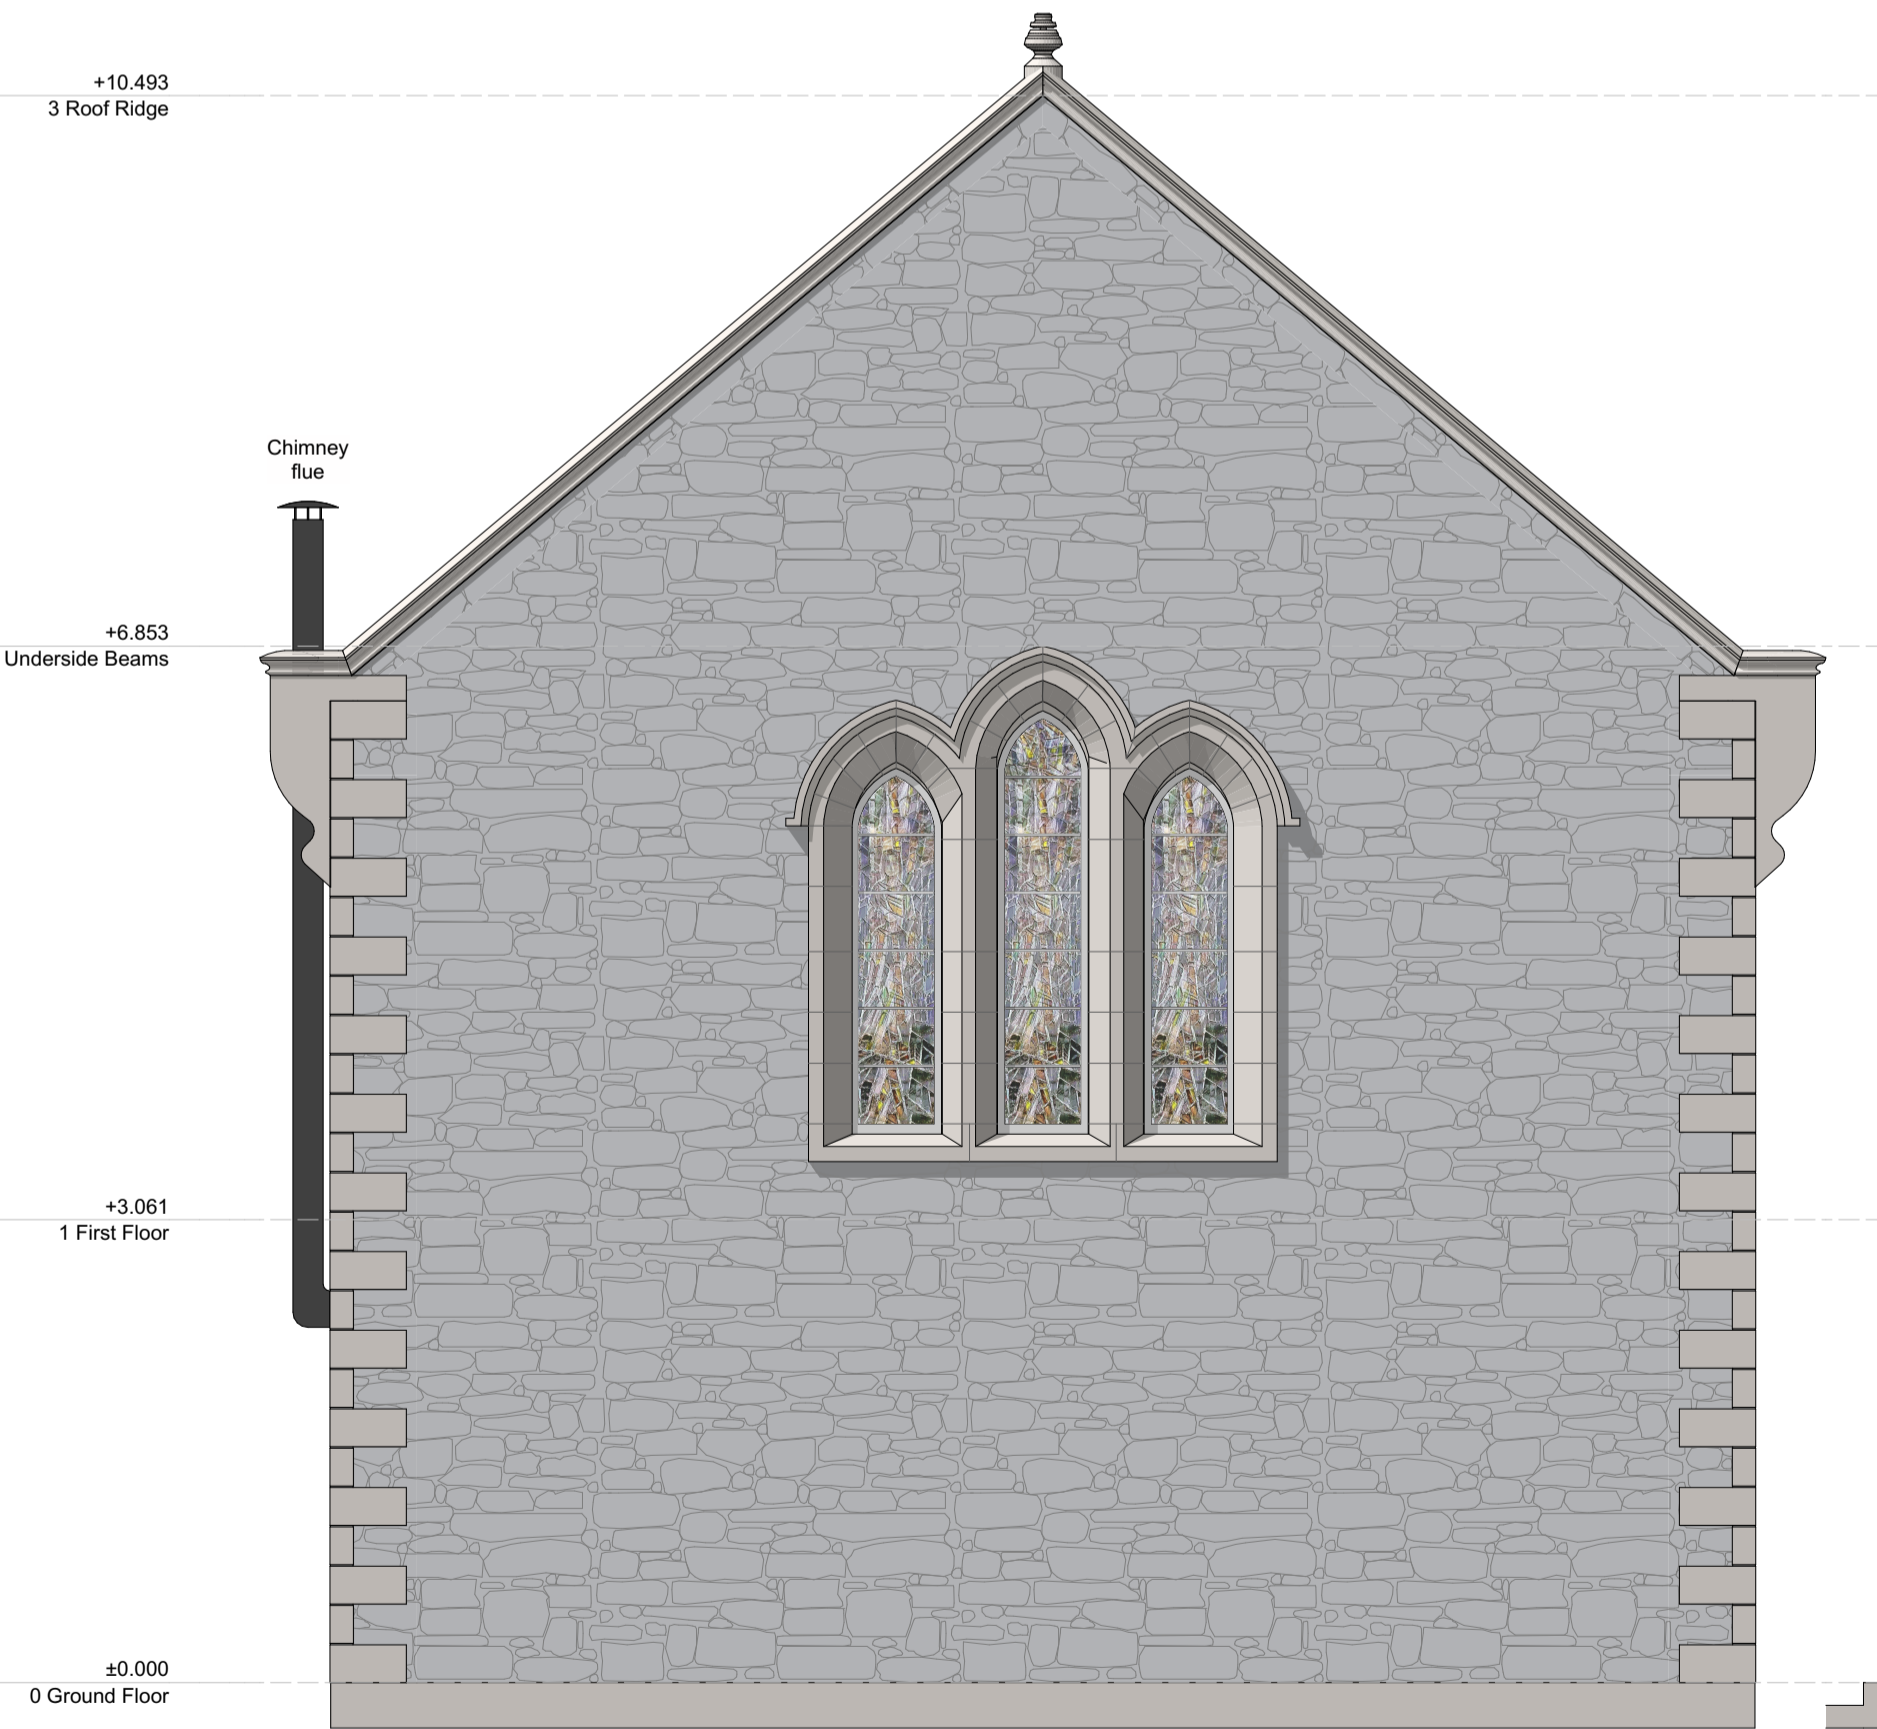 +10.493
3 Roof Ridge
Chimney
flue
+6.853
Underside Beams
+3.061
1 First Floor
±0.000
0 Ground Floor